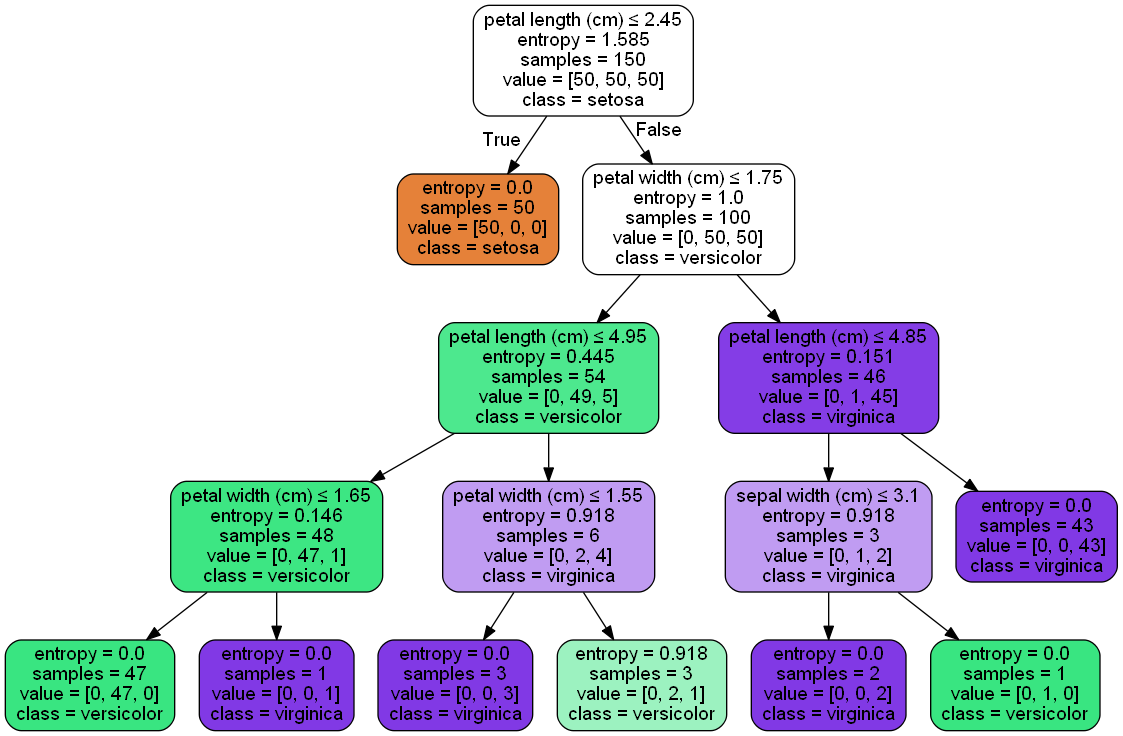 petal length (cm) ≤ 2.45
entropy = 1.585
samples = 150
value = [50, 50, 50]
class = setosa
True
False
entropy = 0.0
samples = 50
value = [50, 0, 0]
class = setosa
petal width (cm) ≤ 1.75
entropy = 1.0
samples = 100
value = [0, 50, 50]
class = versicolor
petal length (cm) ≤ 4.95
entropy = 0.445
samples = 54
value = [0, 49, 5]
class = versicolor
petal length (cm) ≤ 4.85
entropy = 0.151
samples = 46
value = [0, 1, 45]
class = virginica
petal width (cm) ≤ 1.65
entropy = 0.146
samples = 48
value = [0, 47, 1]
class = versicolor
petal width (cm) ≤ 1.55
entropy = 0.918
samples = 6
value = [0, 2, 4]
class = virginica
sepal width (cm) ≤ 3.1
entropy = 0.918
samples = 3
value = [0, 1, 2]
class = virginica
entropy = 0.0
samples = 43
value = [0, 0, 43]
class = virginica
entropy = 0.0
samples = 47
value = [0, 47, 0]
class = versicolor
entropy = 0.0
samples = 1
value = [0, 0, 1]
class = virginica
entropy = 0.0
samples = 3
value = [0, 0, 3]
class = virginica
entropy = 0.918
samples = 3
value = [0, 2, 1]
class = versicolor
entropy = 0.0
samples = 2
value = [0, 0, 2]
class = virginica
entropy = 0.0
samples = 1
value = [0, 1, 0]
class = versicolor